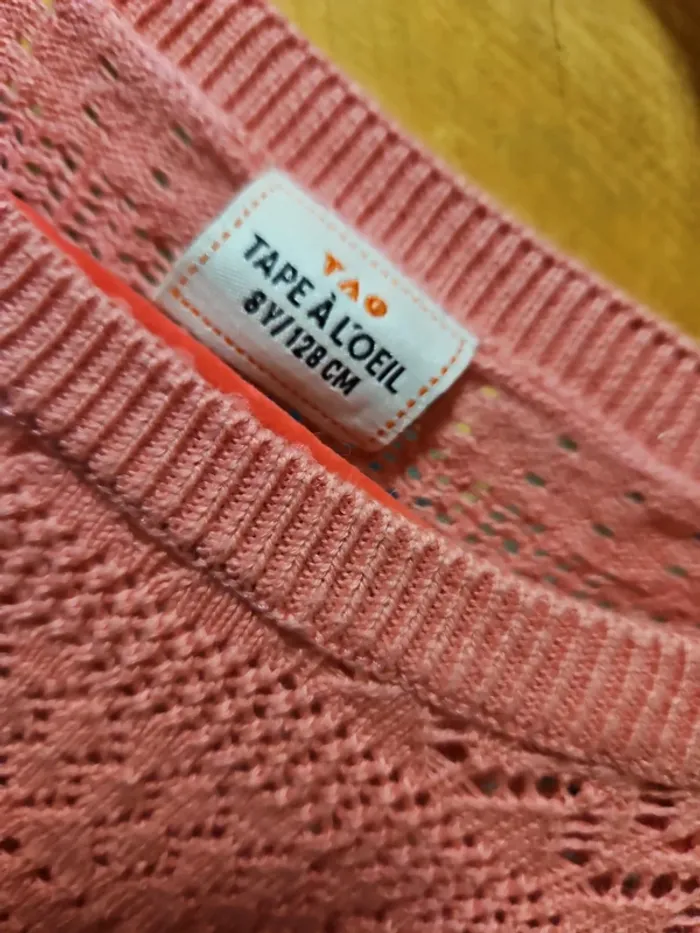 TAO
TAPE À L'OEIL
8Y/128 CM